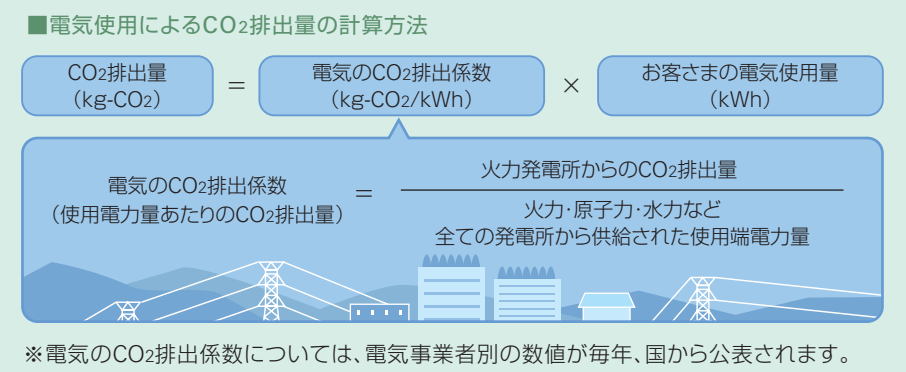 ■電気使用によるCO2排出量の計算方法
CO2排出量
（kg-CO2）
＝
電気のCO2排出係数
（kg-CO2/kWh）
×
お客さまの電気使用量
（kWh）
電気のCO2排出係数
（使用電力量あたりのCO2排出量）
＝
火力発電所からのCO2排出量
火力・原子力・水力など
全ての発電所から供給された使用端電力量
※電気のCO2排出係数については、電気事業者別の数値が毎年、国から公表されます。